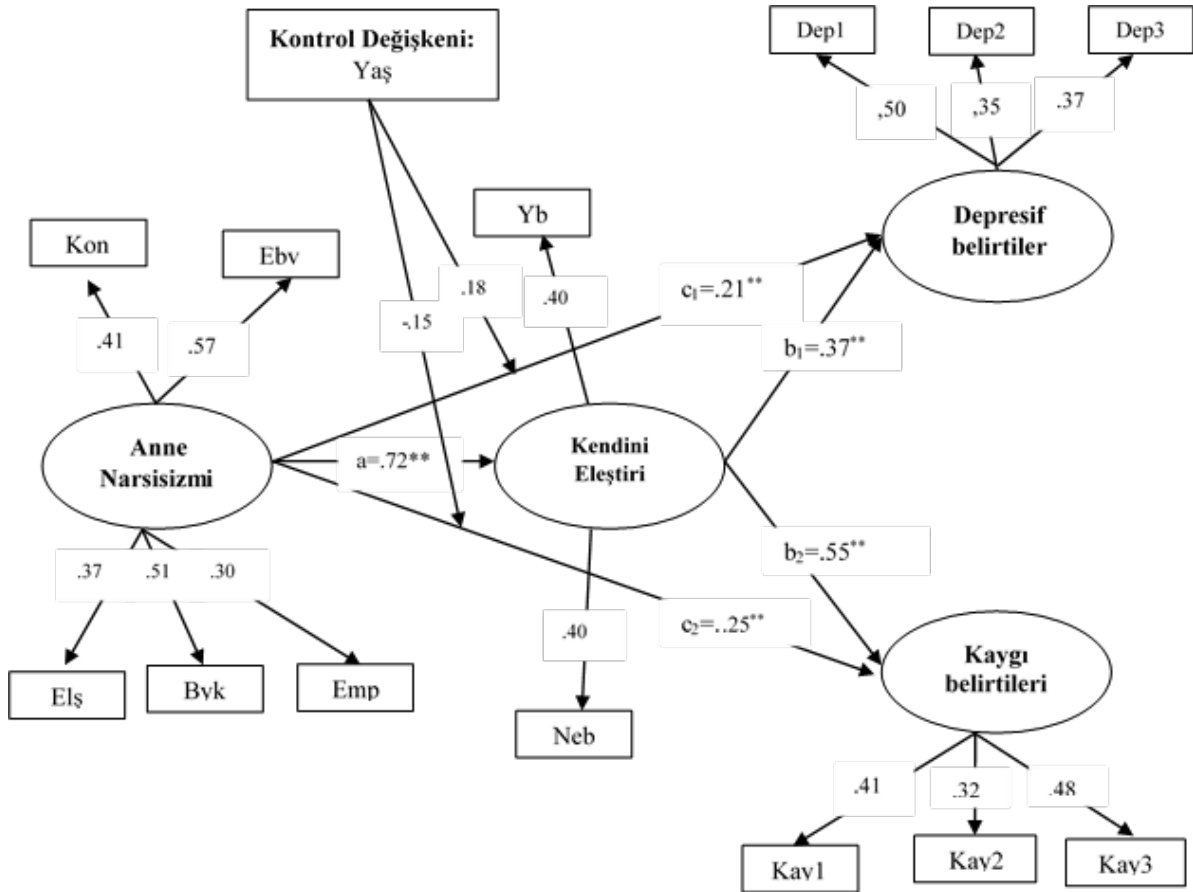 Kontrol Değişkeni:
Yaş
Dep1
Dep2
Dep3
,50
,35
.37
Depresif
belirtiler
Kon
Ebv
Yb
.41
.57
.18
-.15
.40
c₁=.21**
b₁=.37**
Anne
Narsisizmi
a=.72**
Kendini
Eleştiri
.37
.51
.30
b₂=.55**
c₂=..25**
.40
Elş
Bvk
Emp
Neb
Kaygı
belirtileri
.41
.32
.48
Kay1
Kay2
Kay3